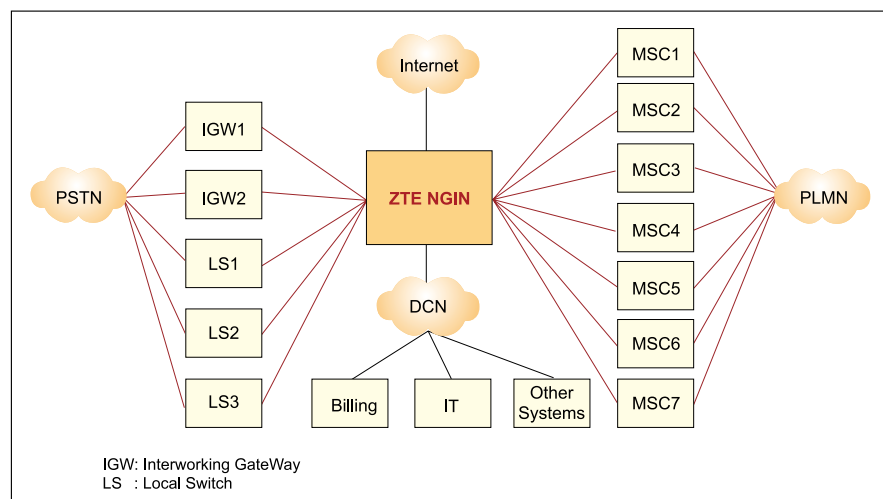 Internet
MSC1
MSC2
IGW1
MSC3
IGW2
PSTN
ZTE NGIN
PLMN
MSC4
LS1
MSC5
DCN
LS2
MSC6
LS3
Billing
IT
Other
Systems
MSC7
IGW: Interworking GateWay
LS : Local Switch